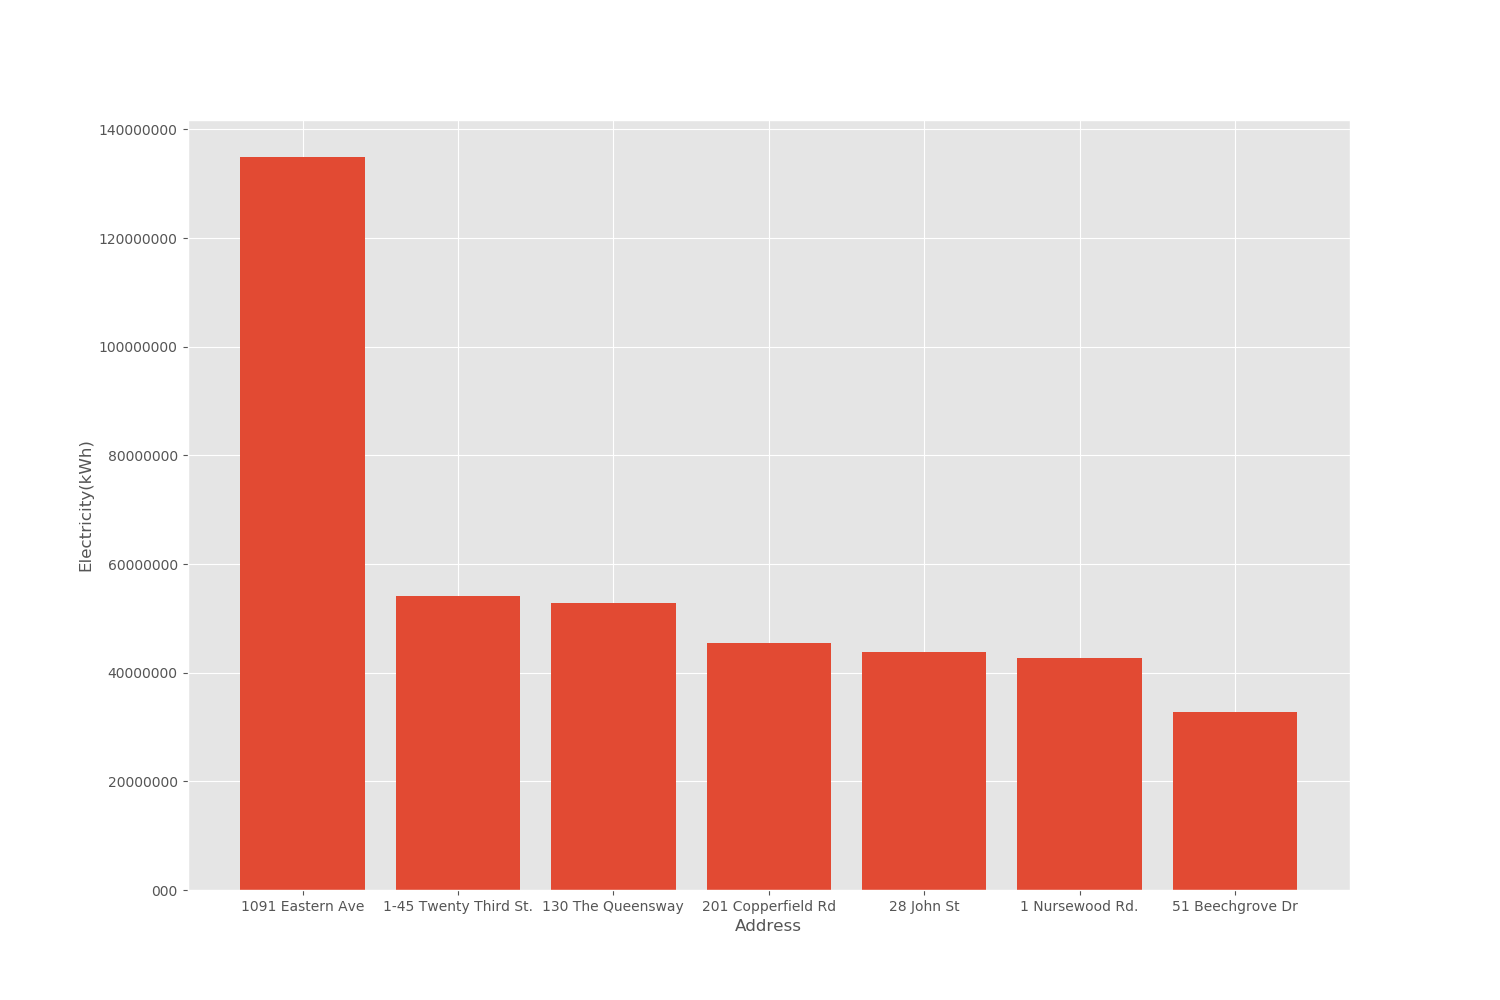 140000000
120000000
100000000
80000000
60000000
40000000
20000000
000
Electricity(kWh)
1091 Eastern Ave
1-45 Twenty Third St.
130 The Queensway
201 Copperfield Rd
28 John St
1 Nursewood Rd.
51 Beechgrove Dr
Address